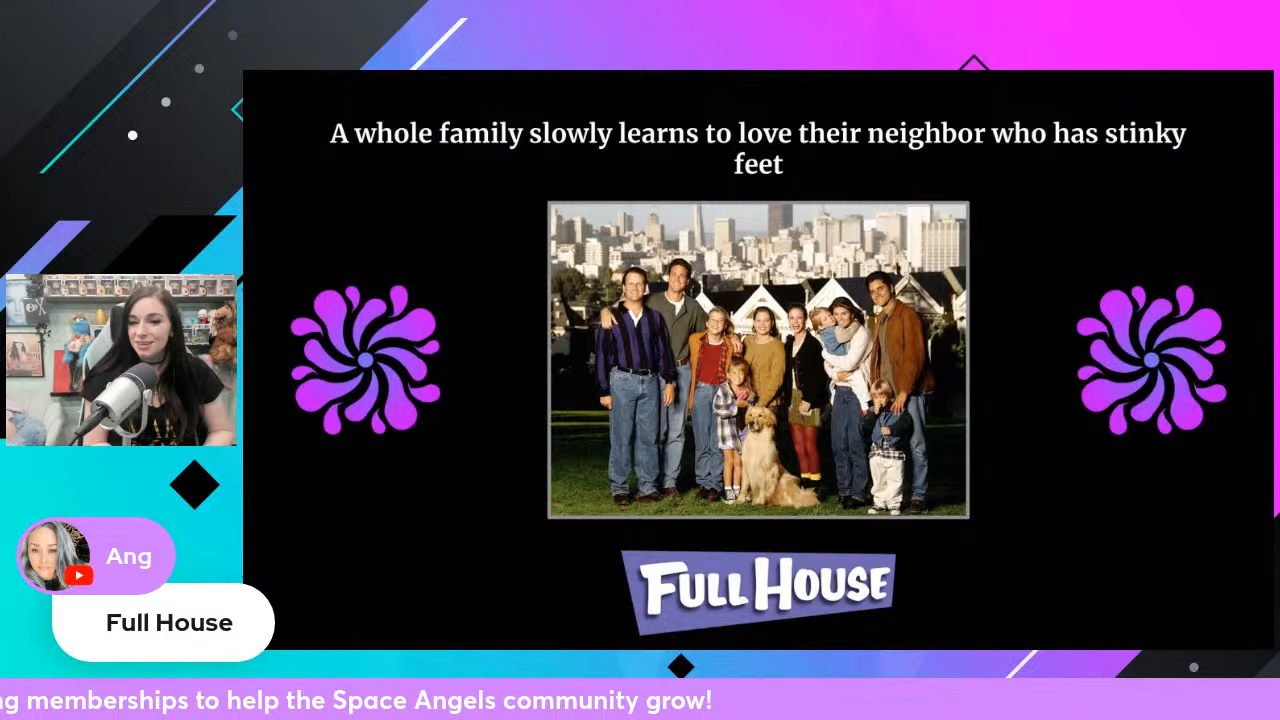 A whole family slowly learns to love their neighbor who has stinky
feet
FULL HOUSE
Ang
Full House
ng memberships to help the Space Angels community grow!